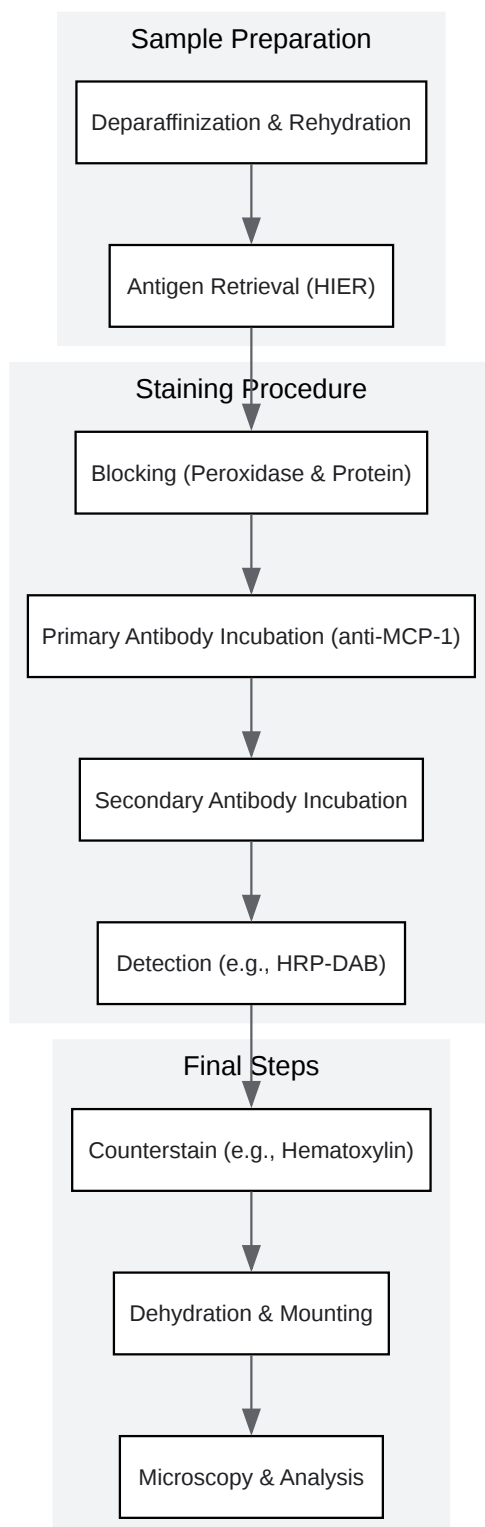 Sample Preparation
Deparaffinization & Rehydration
Antigen Retrieval (HIER)
Staining Procedure
Blocking (Peroxidase & Protein)
Primary Antibody Incubation (anti-MCP-1)
Secondary Antibody Incubation
Detection (e.g., HRP-DAB)
Final Steps
Counterstain (e.g., Hematoxylin)
Dehydration & Mounting
Microscopy & Analysis